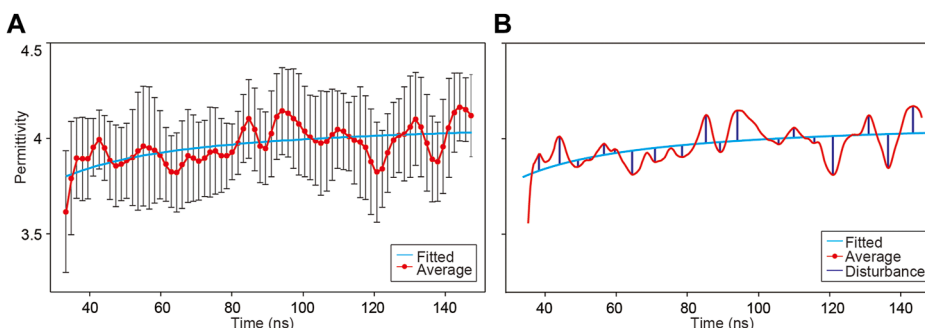 A
B
4.5
4
3.5
Permittivity
Fitted
Average
40 60 80 100 120 140
Time (ns)
Fitted
Average
Disturbance
40 60 80 100 120 140
Time (ns)